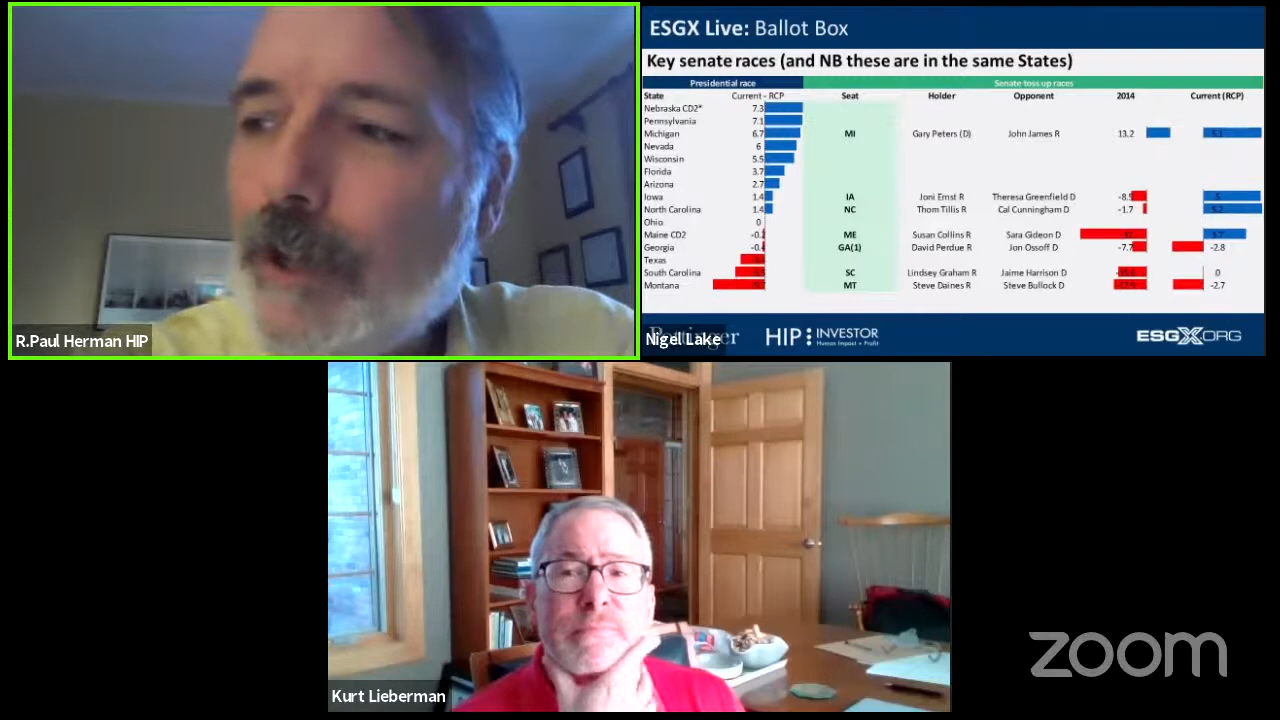 ESGX Live: Ballot Box
Key senate races (and NB these are in the same States)
Presidential race Senate toss up races
State Current - RCP Seat Holder Opponent 2014 Current (RCP)
Nebraska CD2* 7.3
Pennsylvania 7.1
Michigan 6.7 MI Gary Peters (D) John James R 13.2 5.1
Nevada 6
Wisconsin 5.5
Florida 3.7
Arizona 2.7
Iowa 1.4 IA Joni Ernst R Theresa Greenfield D -8.5 5
North Carolina 1.4 NC Thom Tillis R Cal Cunningham D -1.7 5.2
Ohio 0
Maine CD2 ME Susan Collins R Sara Gideon D
Georgia GA(1) David Perdue R Jon Ossoff D -7.7 -2.8
Texas
South Carolina SC Lindsey Graham R Jaime Harrison D 0
Montana MT Steve Daines R Steve Bullock D -2.7
R.Paul Herman HIP
Nigel Lake
HIP: INVESTOR
Human Impact + Profit
ESGX.ORG
Kurt Lieberman
zoom